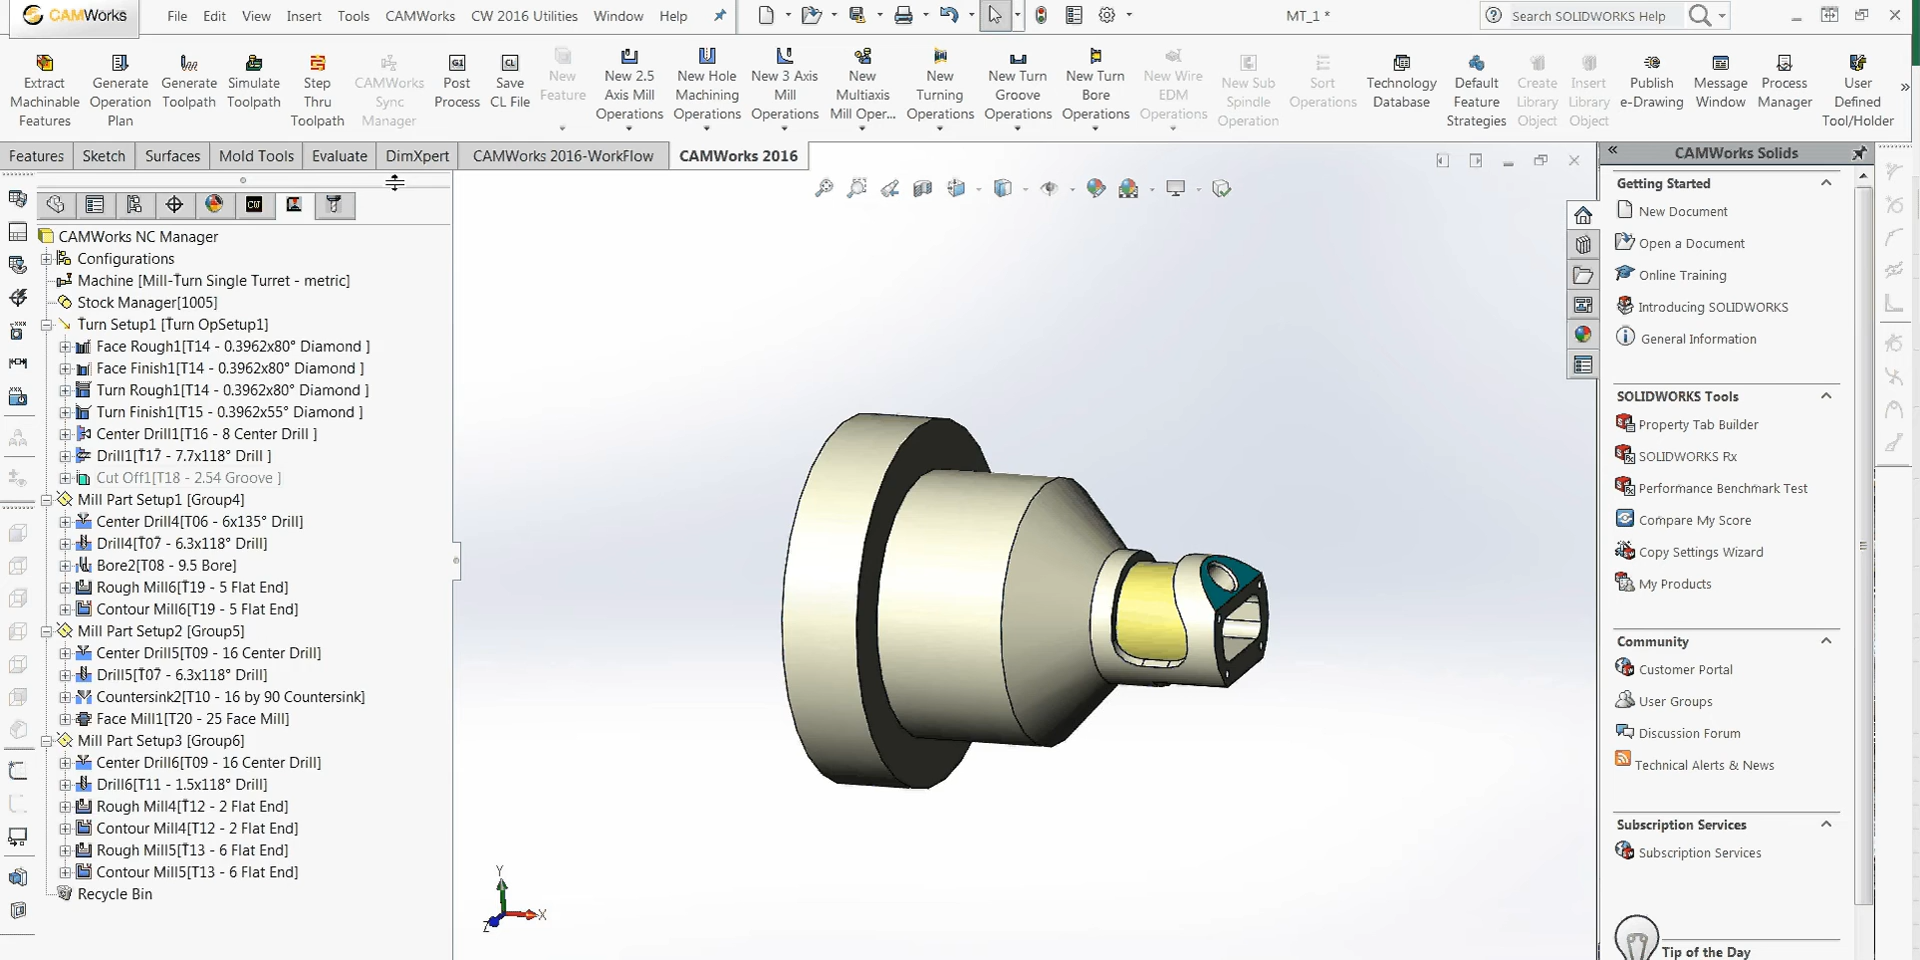 CAMWorks File Edit View Insert Tools CAMWorks CW 2016 Utilities Window Help MT_1 * Search SOLIDWORKS Help
Extract Machinable Features
Generate Operation Plan
Generate Toolpath
Simulate Toolpath
Step Thru Toolpath
CAMWorks Sync Manager
Post Process
Save CL File
New Feature
New 2.5 Axis Mill Operations
New Hole Machining Operations
New 3 Axis Mill Operations
New Multiaxis Mill Oper...
New Turning Operations
New Turn Groove Operations
New Turn Bore Operations
New Wire EDM Operations
New Sub Spindle Operation
Sort Operations
Technology Database
Default Feature Strategies
Create Library Object
Insert Library Object
Publish e-Drawing
Message Window
Process Manager
User Defined Tool/Holder
Features Sketch Surfaces Mold Tools Evaluate DimXpert CAMWorks 2016-WorkFlow CAMWorks 2016
CAMWorks NC Manager
Configurations
Machine [Mill-Turn Single Turret - metric]
Stock Manager[1005]
Turn Setup1 [Turn OpSetup1]
Face Rough1[T14 - 0.3962x80° Diamond ]
Face Finish1[T14 - 0.3962x80° Diamond ]
Turn Rough1[T14 - 0.3962x80° Diamond ]
Turn Finish1[T15 - 0.3962x55° Diamond ]
Center Drill1[T16 - 8 Center Drill ]
Drill1[T17 - 7.7x118° Drill ]
Cut Off1[T18 - 2.54 Groove ]
Mill Part Setup1 [Group4]
Center Drill4[T06 - 6x135° Drill]
Drill4[T07 - 6.3x118° Drill]
Bore2[T08 - 9.5 Bore]
Rough Mill6[T19 - 5 Flat End]
Contour Mill6[T19 - 5 Flat End]
Mill Part Setup2 [Group5]
Center Drill5[T09 - 16 Center Drill]
Drill5[T07 - 6.3x118° Drill]
Countersink2[T10 - 16 by 90 Countersink]
Face Mill1[T20 - 25 Face Mill]
Mill Part Setup3 [Group6]
Center Drill6[T09 - 16 Center Drill]
Drill6[T11 - 1.5x118° Drill]
Rough Mill4[T12 - 2 Flat End]
Contour Mill4[T12 - 2 Flat End]
Rough Mill5[T13 - 6 Flat End]
Contour Mill5[T13 - 6 Flat End]
Recycle Bin
Y
X
Z
CAMWorks Solids
Getting Started
New Document
Open a Document
Online Training
Introducing SOLIDWORKS
General Information
SOLIDWORKS Tools
Property Tab Builder
SOLIDWORKS Rx
Performance Benchmark Test
Compare My Score
Copy Settings Wizard
My Products
Community
Customer Portal
User Groups
Discussion Forum
Technical Alerts & News
Subscription Services
Subscription Services
Tip of the Day